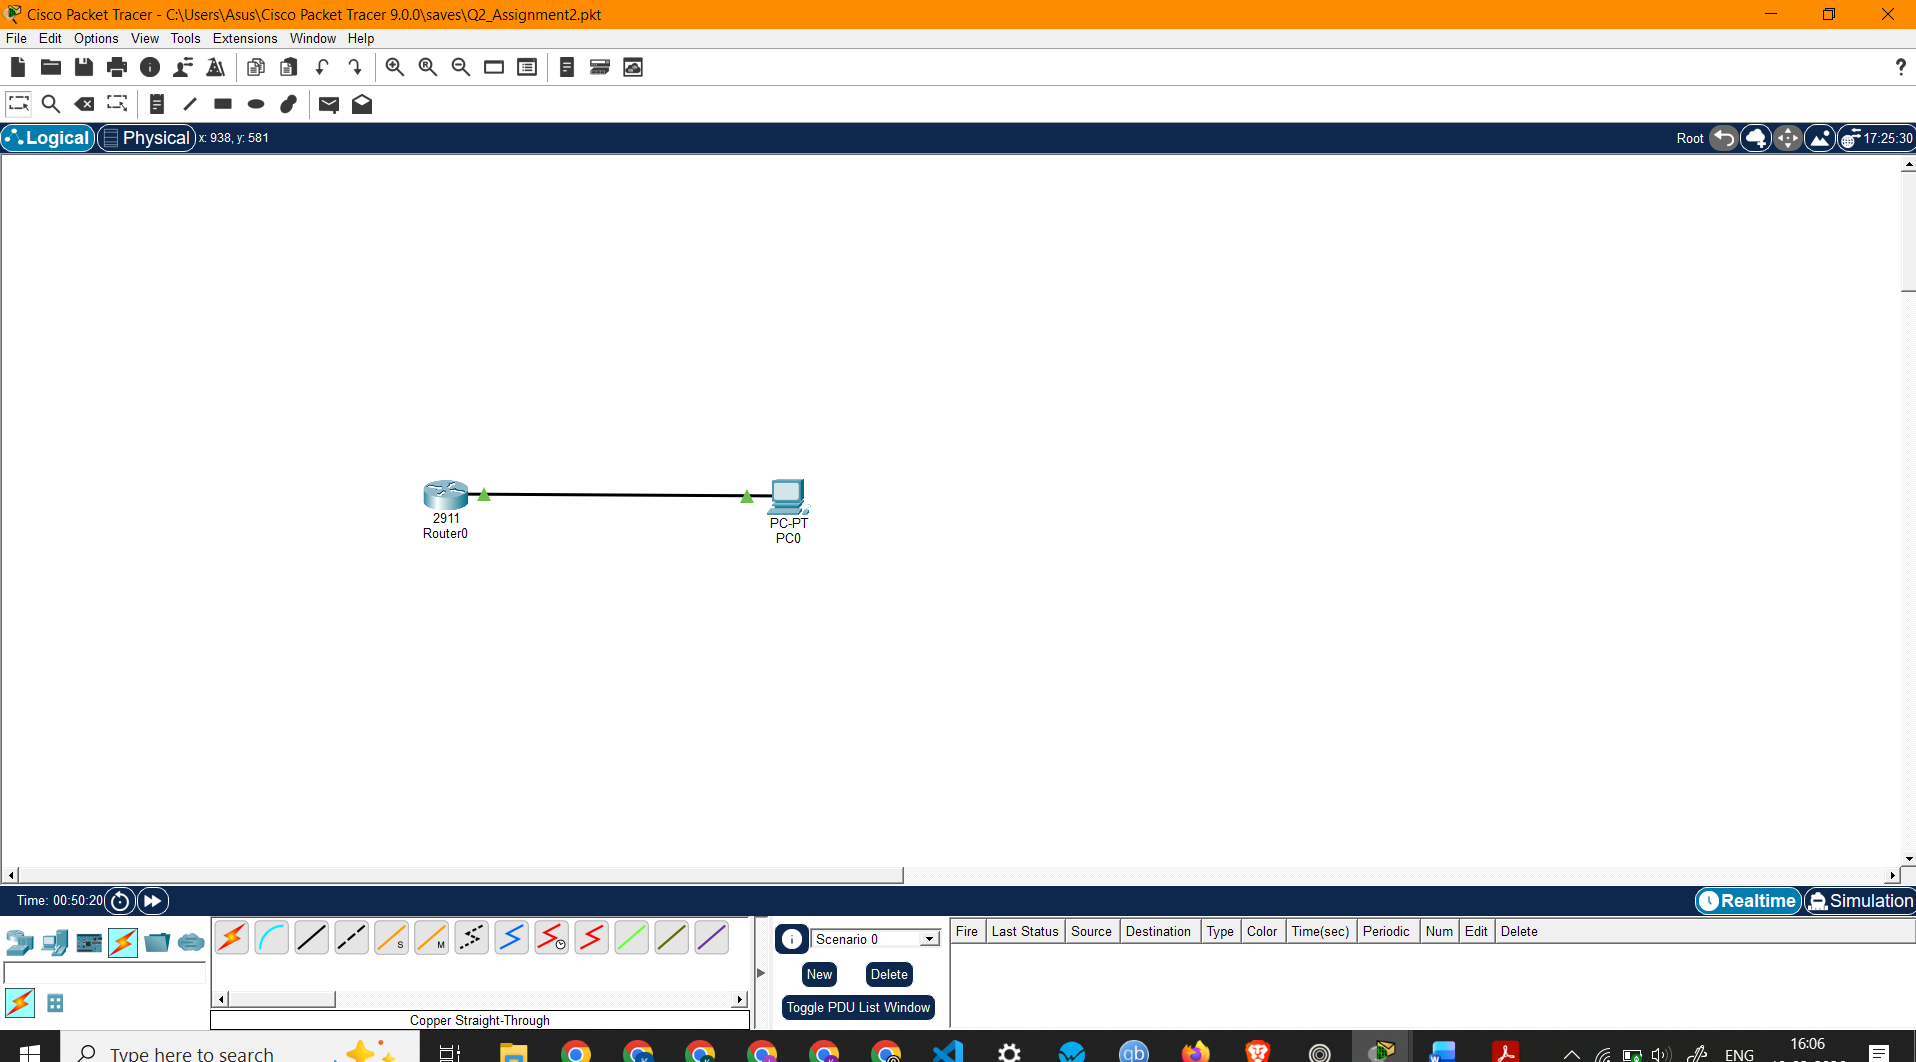 Cisco Packet Tracer - C:\Users\Asus\Cisco Packet Tracer 9.0.0\saves\Q2_Assignment2.pkt
File Edit Options View Tools Extensions Window Help
?
Logical Physical x: 938, y: 581 Root 17:25:30
2911
Router0
PC-PT
PC0
Time: 00:50:20 Realtime Simulation
S M
Scenario 0
Fire Last Status Source Destination Type Color Time(sec) Periodic Num Edit Delete
New Delete
Toggle PDU List Window
Copper Straight-Through
Type here to search
qb
ENG
16:06